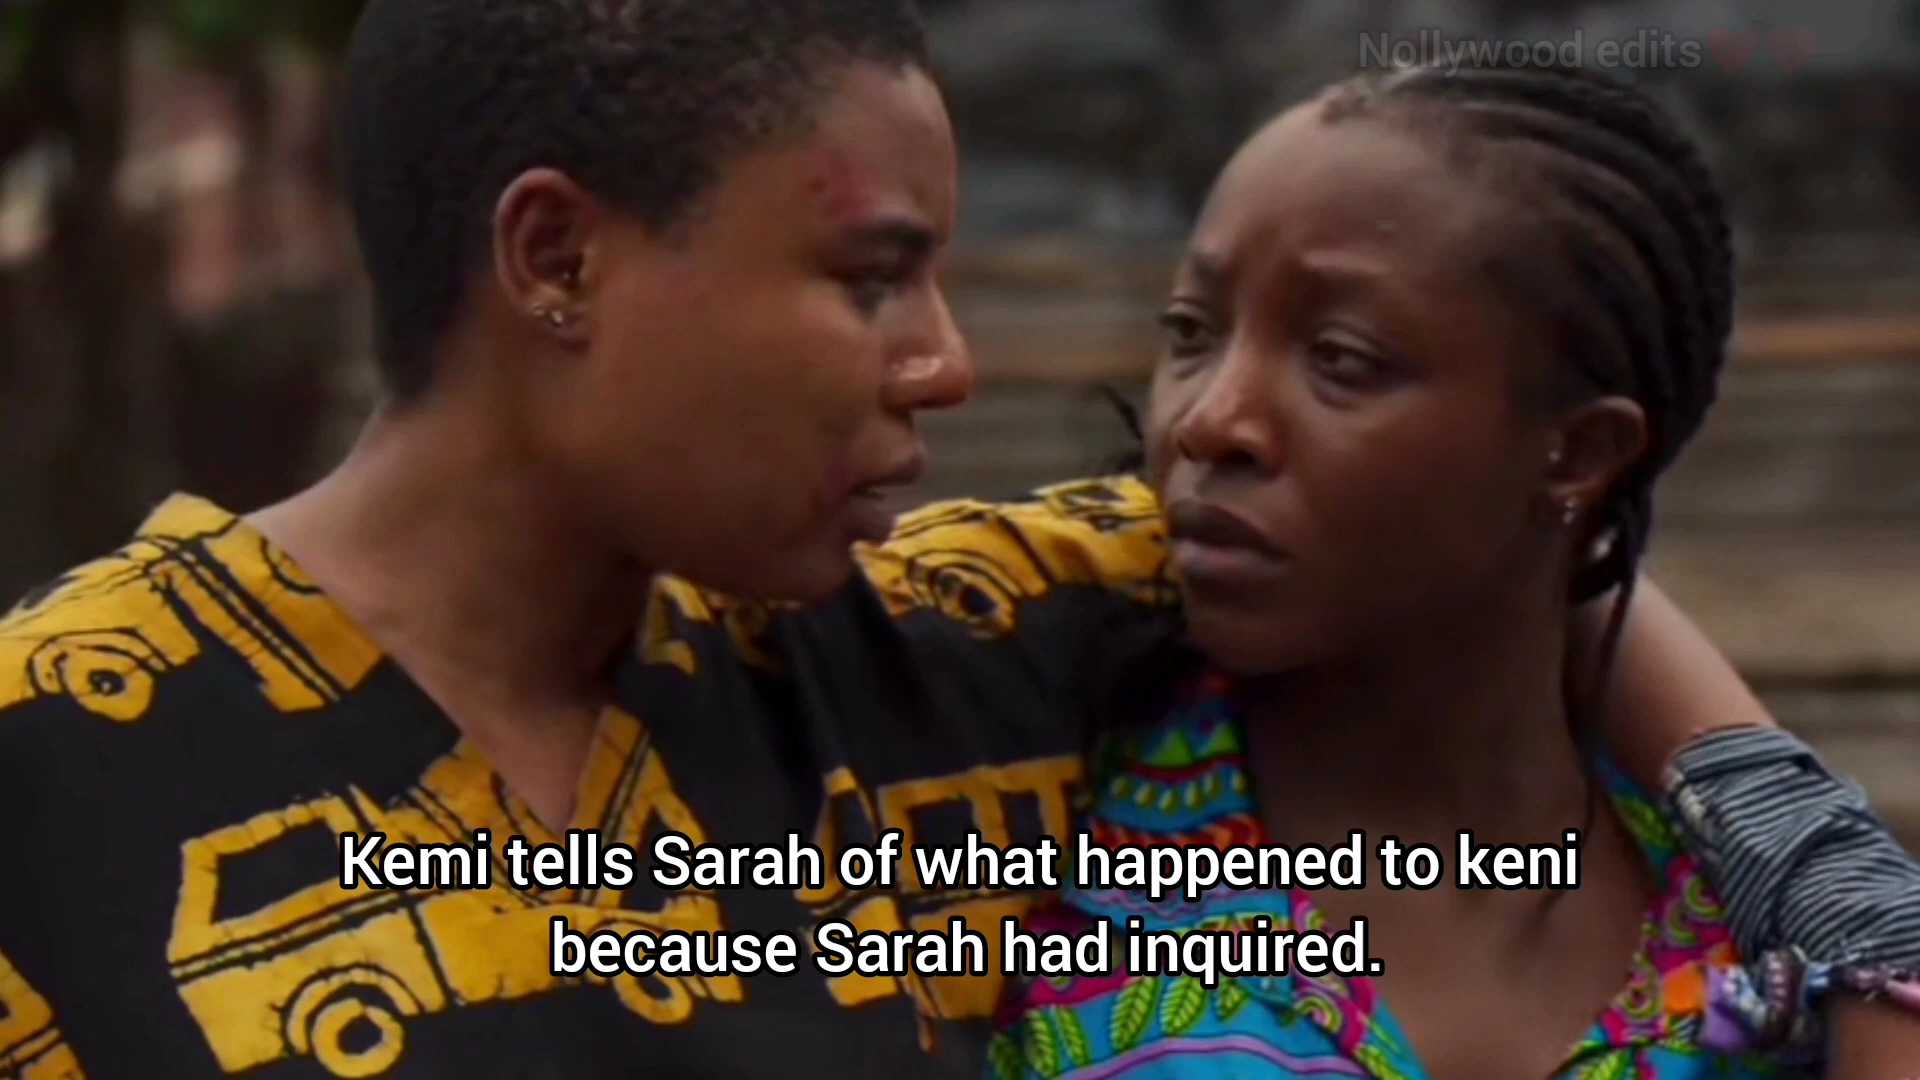 Nollywood edits
Kemi tells Sarah of what happened to keni
because Sarah had inquired.